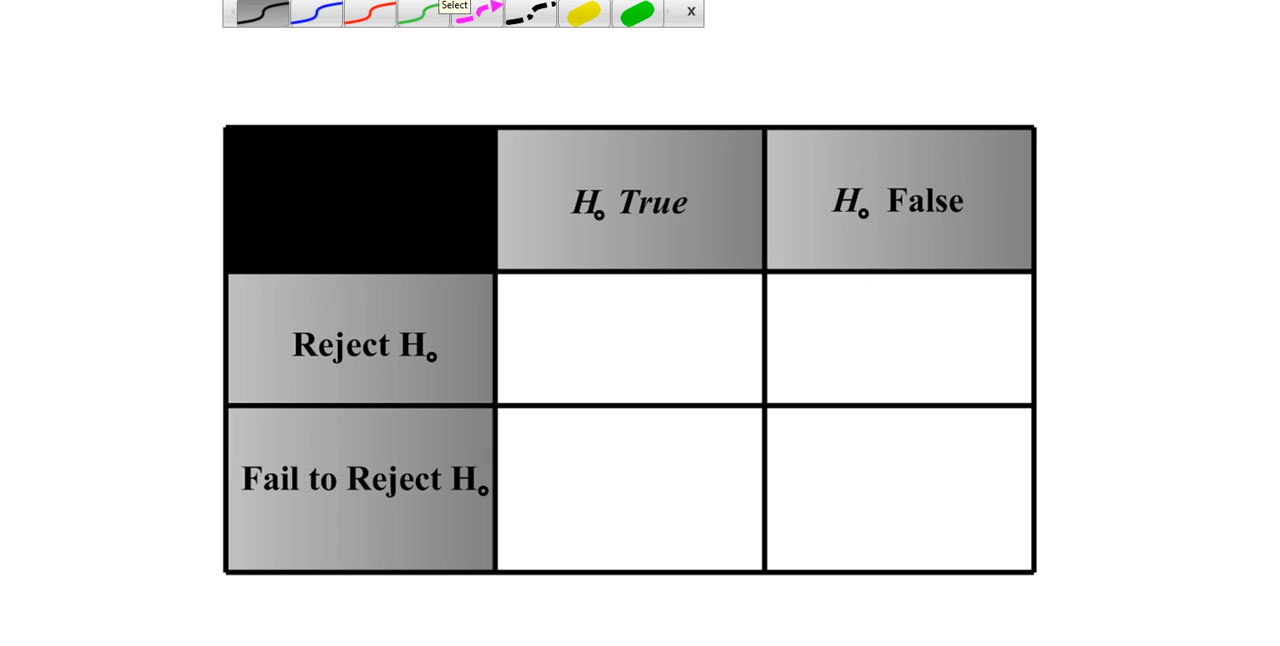 Select
x
H₀ True
H₀ False
Reject H₀
Fail to Reject H₀